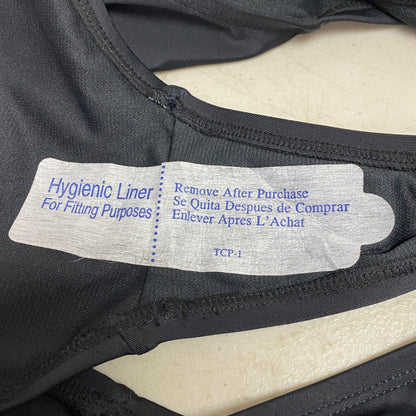 Hygienic Liner
For Fitting Purposes
Remove After Purchase
Se Quita Despues de Comprar
Enlever Apres L'Achat
TCP-1